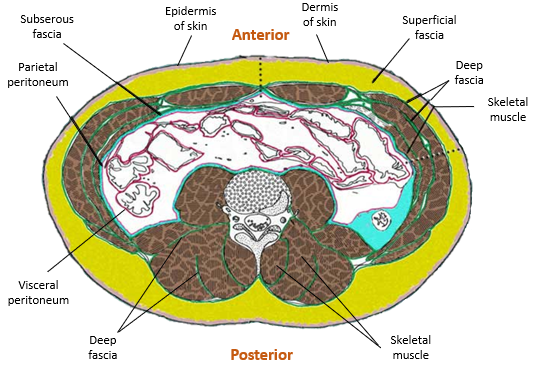 Subserous
fascia
Epidermis
of skin
Dermis
of skin
Superficial
fascia
Anterior
Parietal
peritoneum
Deep
fascia
Skeletal
muscle
Visceral
peritoneum
Deep
fascia
Posterior
Skeletal
muscle